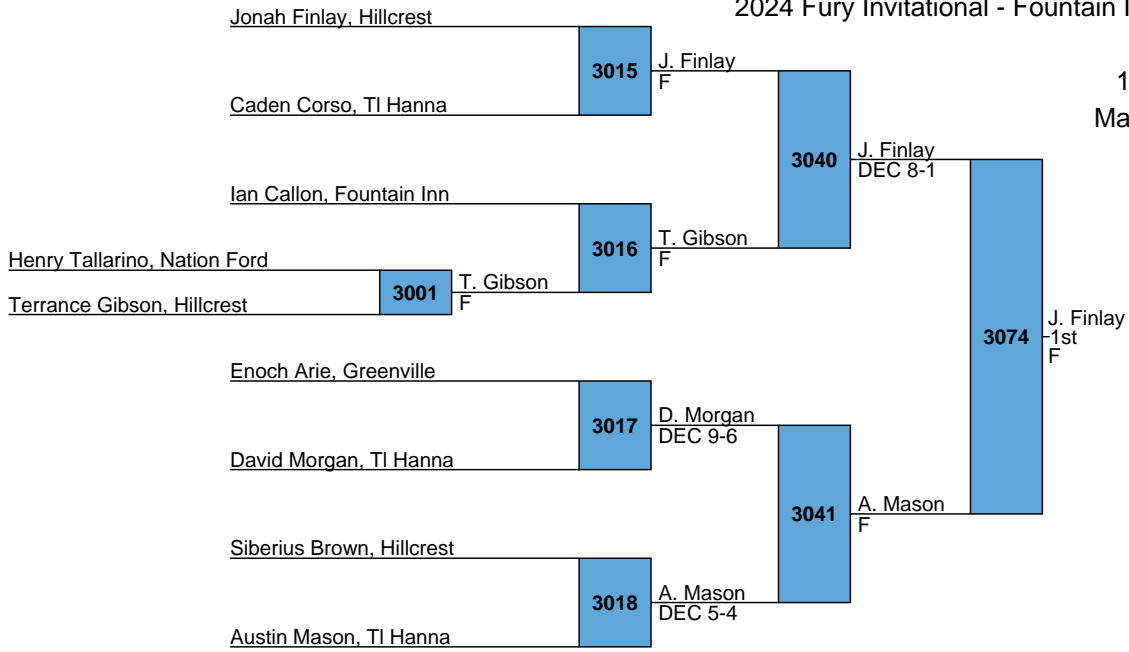 2024 Fury Invitational - Fountain
1
Ma
Jonah Finlay, Hillcrest
3015
J. Finlay
F
Caden Corso, Tl Hanna
3040
J. Finlay
DEC 8-1
Ian Callon, Fountain Inn
3016
T. Gibson
F
Henry Tallarino, Nation Ford
3001
T. Gibson
F
Terrance Gibson, Hillcrest
3074
J. Finlay
1st
F
Enoch Arie, Greenville
3017
D. Morgan
DEC 9-6
David Morgan, Tl Hanna
3041
A. Mason
F
Siberius Brown, Hillcrest
3018
A. Mason
DEC 5-4
Austin Mason, Tl Hanna